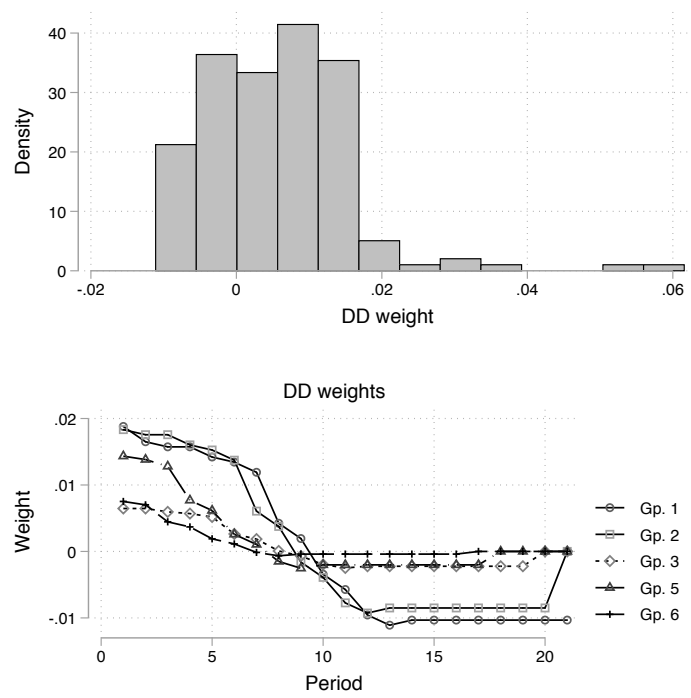 40
30
20
10
0
Density
-.02
0
.02
.04
.06
DD weight
DD weights
.02
.01
0
-.01
Weight
0
5
10
15
20
Period
Gp. 1
Gp. 2
Gp. 3
Gp. 5
Gp. 6